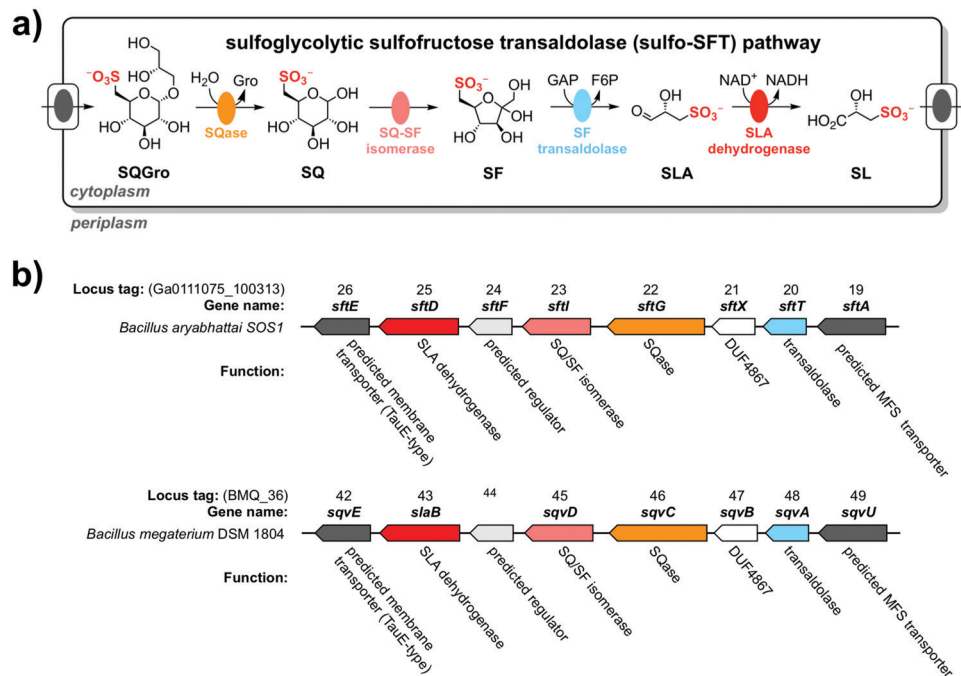 a)
sulfoglycolytic sulfofructose transaldolase (sulfo-SFT) pathway
⁻O₃S
HO
HO
O
O
HO
HO
OH
SQGro
H₂O
Gro
SQase
SO₃⁻
HO
O
OH
HO
OH
SQ
SQ-SF
isomerase
SO₃⁻
HO
O
OH
HO
OH
SF
GAP
F6P
SF
transaldolase
OH
O
SO₃⁻
SLA
NAD⁺
NADH
SLA
dehydrogenase
OH
HO₂C
SO₃⁻
SL
cytoplasm
periplasm
b)
Locus tag: (Ga0111075_100313) 26 25 24 23 22 21 20 19
Gene name: sftE sftD sftF sftI sftG sftX sftT sftA
Bacillus aryabhattai SOS1
Function:
predicted membrane
transporter (TauE-type)
SLA dehydrogenase
predicted regulator
SQ/SF isomerase
SQase
DUF4867
transaldolase
predicted MFS transporter
Locus tag: (BMQ_36) 42 43 44 45 46 47 48 49
Gene name: sqvE slaB sqvD sqvC sqvB sqvA sqvU
Bacillus megaterium DSM 1804
Function:
predicted membrane
transporter (TauE-type)
SLA dehydrogenase
predicted regulator
SQ/SF isomerase
SQase
DUF4867
transaldolase
predicted MFS transporter